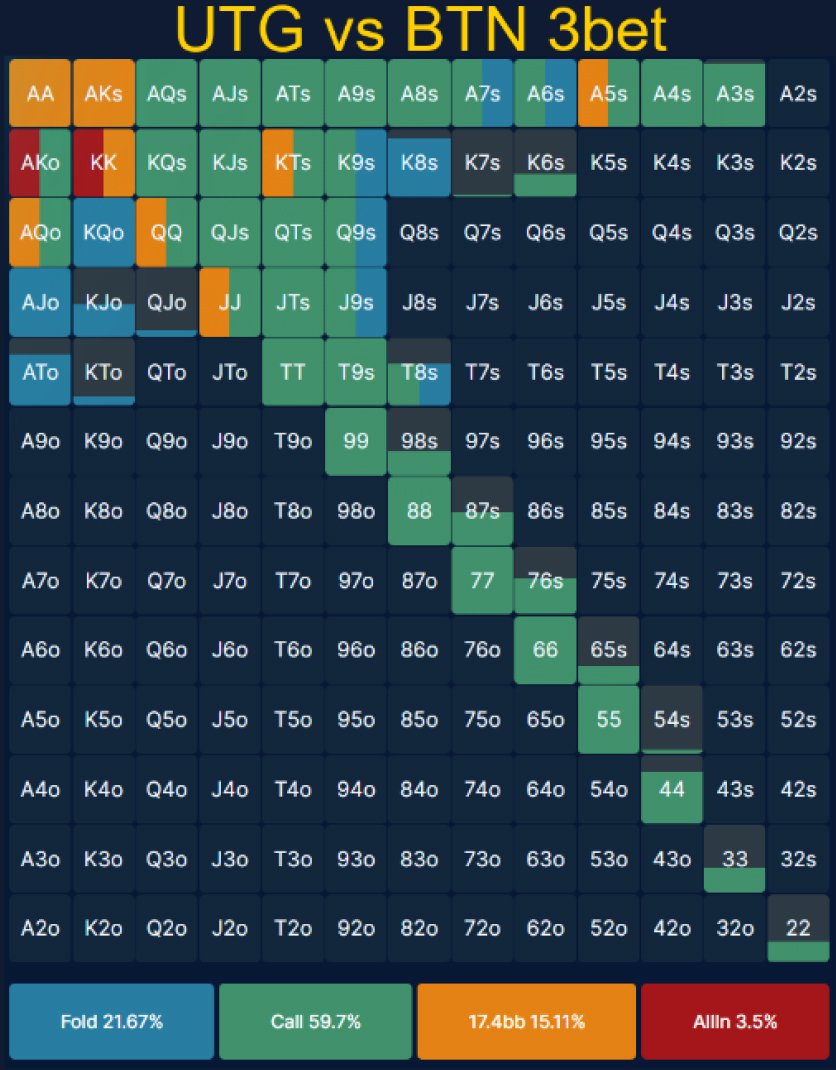 UTG vs BTN 3bet
AA AKs AQs AJs ATs A9s A8s A7s A6s A5s A4s A3s A2s
AKo KK KQs KJs KTs K9s K8s K7s K6s K5s K4s K3s K2s
AQo KQo QQ QJs QTs Q9s Q8s Q7s Q6s Q5s Q4s Q3s Q2s
AJo KJo QJo JJ JTs J9s J8s J7s J6s J5s J4s J3s J2s
ATo KTo QTo JTo TT T9s T8s T7s T6s T5s T4s T3s T2s
A9o K9o Q9o J9o T9o 99 98s 97s 96s 95s 94s 93s 92s
A8o K8o Q8o J8o T8o 98o 88 87s 86s 85s 84s 83s 82s
A7o K7o Q7o J7o T7o 97o 87o 77 76s 75s 74s 73s 72s
A6o K6o Q6o J6o T6o 96o 86o 76o 66 65s 64s 63s 62s
A5o K5o Q5o J5o T5o 95o 85o 75o 65o 55 54s 53s 52s
A4o K4o Q4o J4o T4o 94o 84o 74o 64o 54o 44 43s 42s
A3o K3o Q3o J3o T3o 93o 83o 73o 63o 53o 43o 33 32s
A2o K2o Q2o J2o T2o 92o 82o 72o 62o 52o 42o 32o 22
Fold 21.67% Call 59.7% 17.4bb 15.11% AllIn 3.5%